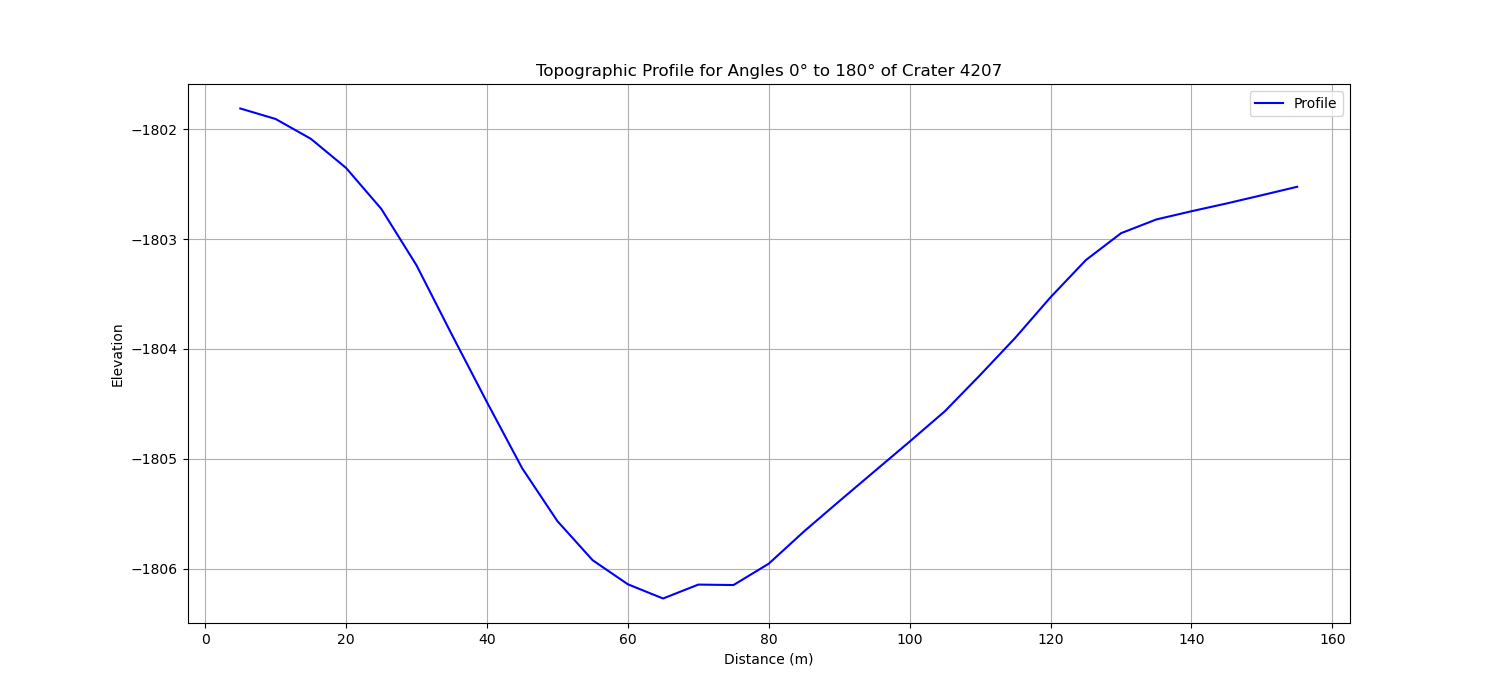 Topographic Profile for Angles 0° to 180° of Crater 4207
Profile
−1802
−1803
−1804
−1805
−1806
Elevation
0 20 40 60 80 100 120 140 160
Distance (m)